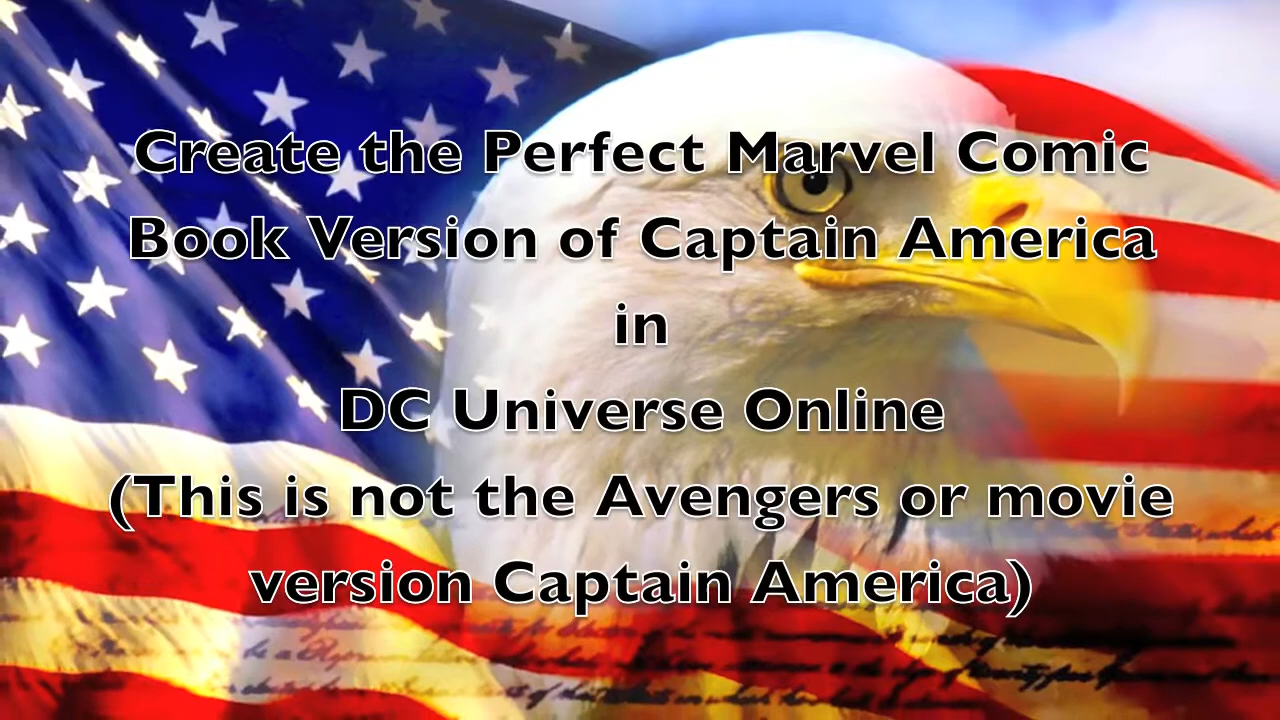 Create the Perfect Marvel Comic
Book Version of Captain America
in
DC Universe Online
(This is not the Avengers or movie
version Captain America)